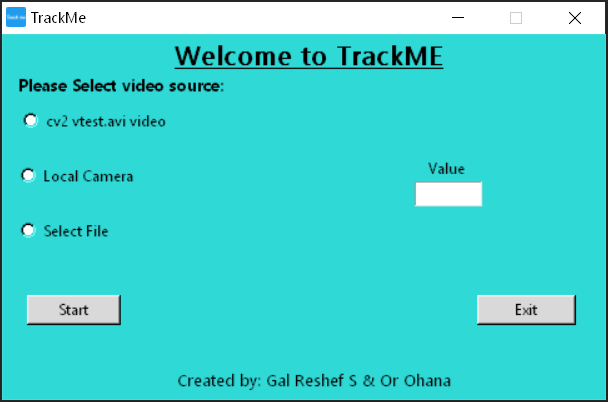 TrackMe
Welcome to TrackME
Please Select video source:
cv2 vtest.avi video
Local Camera
Value
Select File
Start
Exit
Created by: Gal Reshef S & Or Ohana